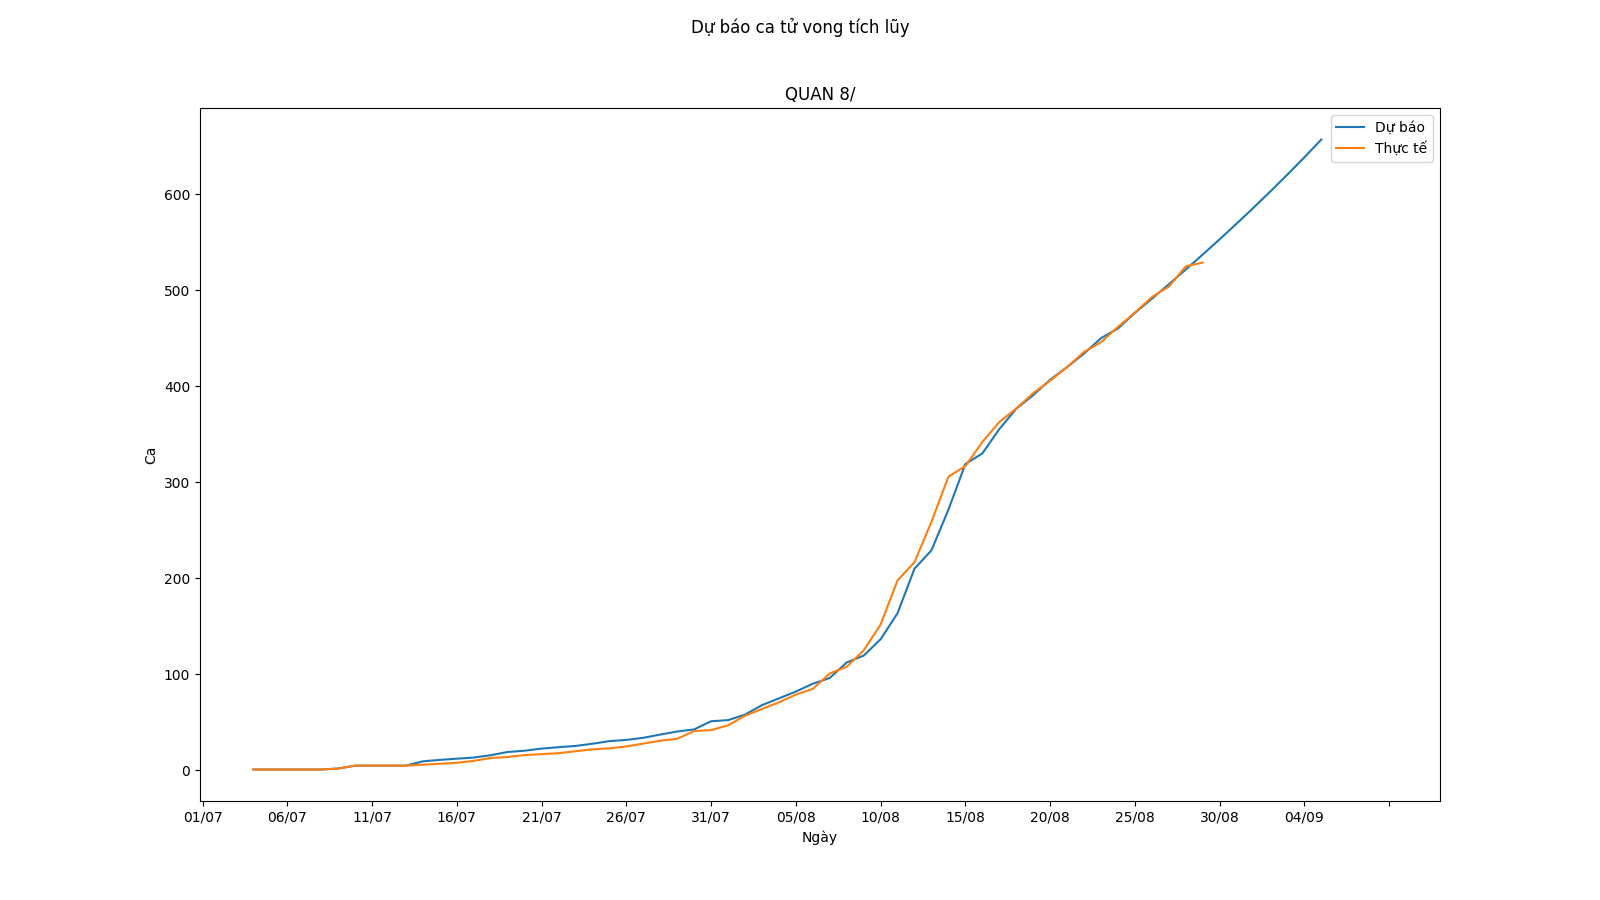 Dự báo ca tử vong tích lũy
QUAN 8/
Dự báo
Thực tế
600
500
400
300
200
100
0
Ca
01/07 06/07 11/07 16/07 21/07 26/07 31/07 05/08 10/08 15/08 20/08 25/08 30/08 04/09
Ngày